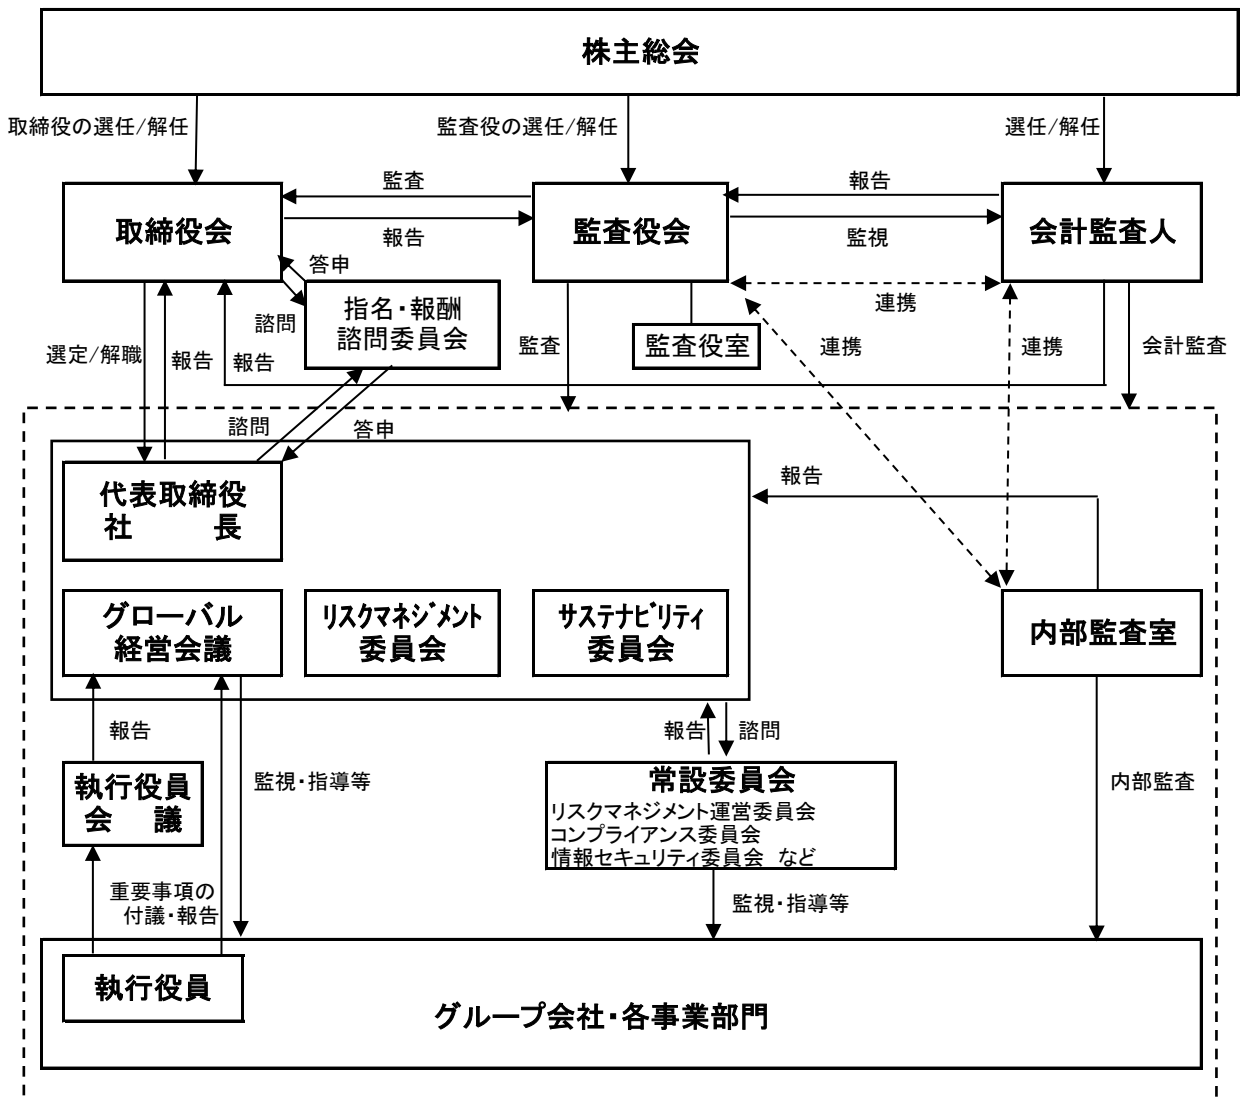 株主総会
取締役の選任/解任
監査役の選任/解任
選任/解任
監査
報告
取締役会
監査役会
会計監査人
報告
監視
答申
諮問
指名・報酬
諮問委員会
監査役室
連携
選定/解職
報告
報告
監査
連携
連携
会計監査
諮問
答申
代表取締役
社　　長
報告
グローバル
経営会議
リスクマネジメント
委員会
サステナビリティ
委員会
内部監査室
報告
報告
諮問
執行役員
会　議
監視・指導等
常設委員会
リスクマネジメント運営委員会
コンプライアンス委員会
情報セキュリティ委員会　など
内部監査
重要事項の
付議・報告
監視・指導等
執行役員
グループ会社・各事業部門